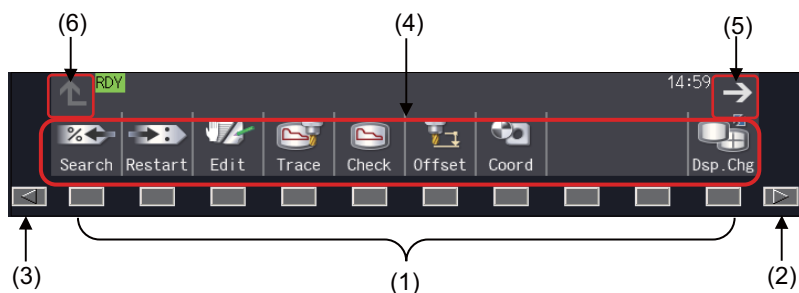 (6) (4) (5)
RDY 14:59
%
Search Restart Edit Trace Check Offset Coord Dsp.Chg
(3) (1) (2)